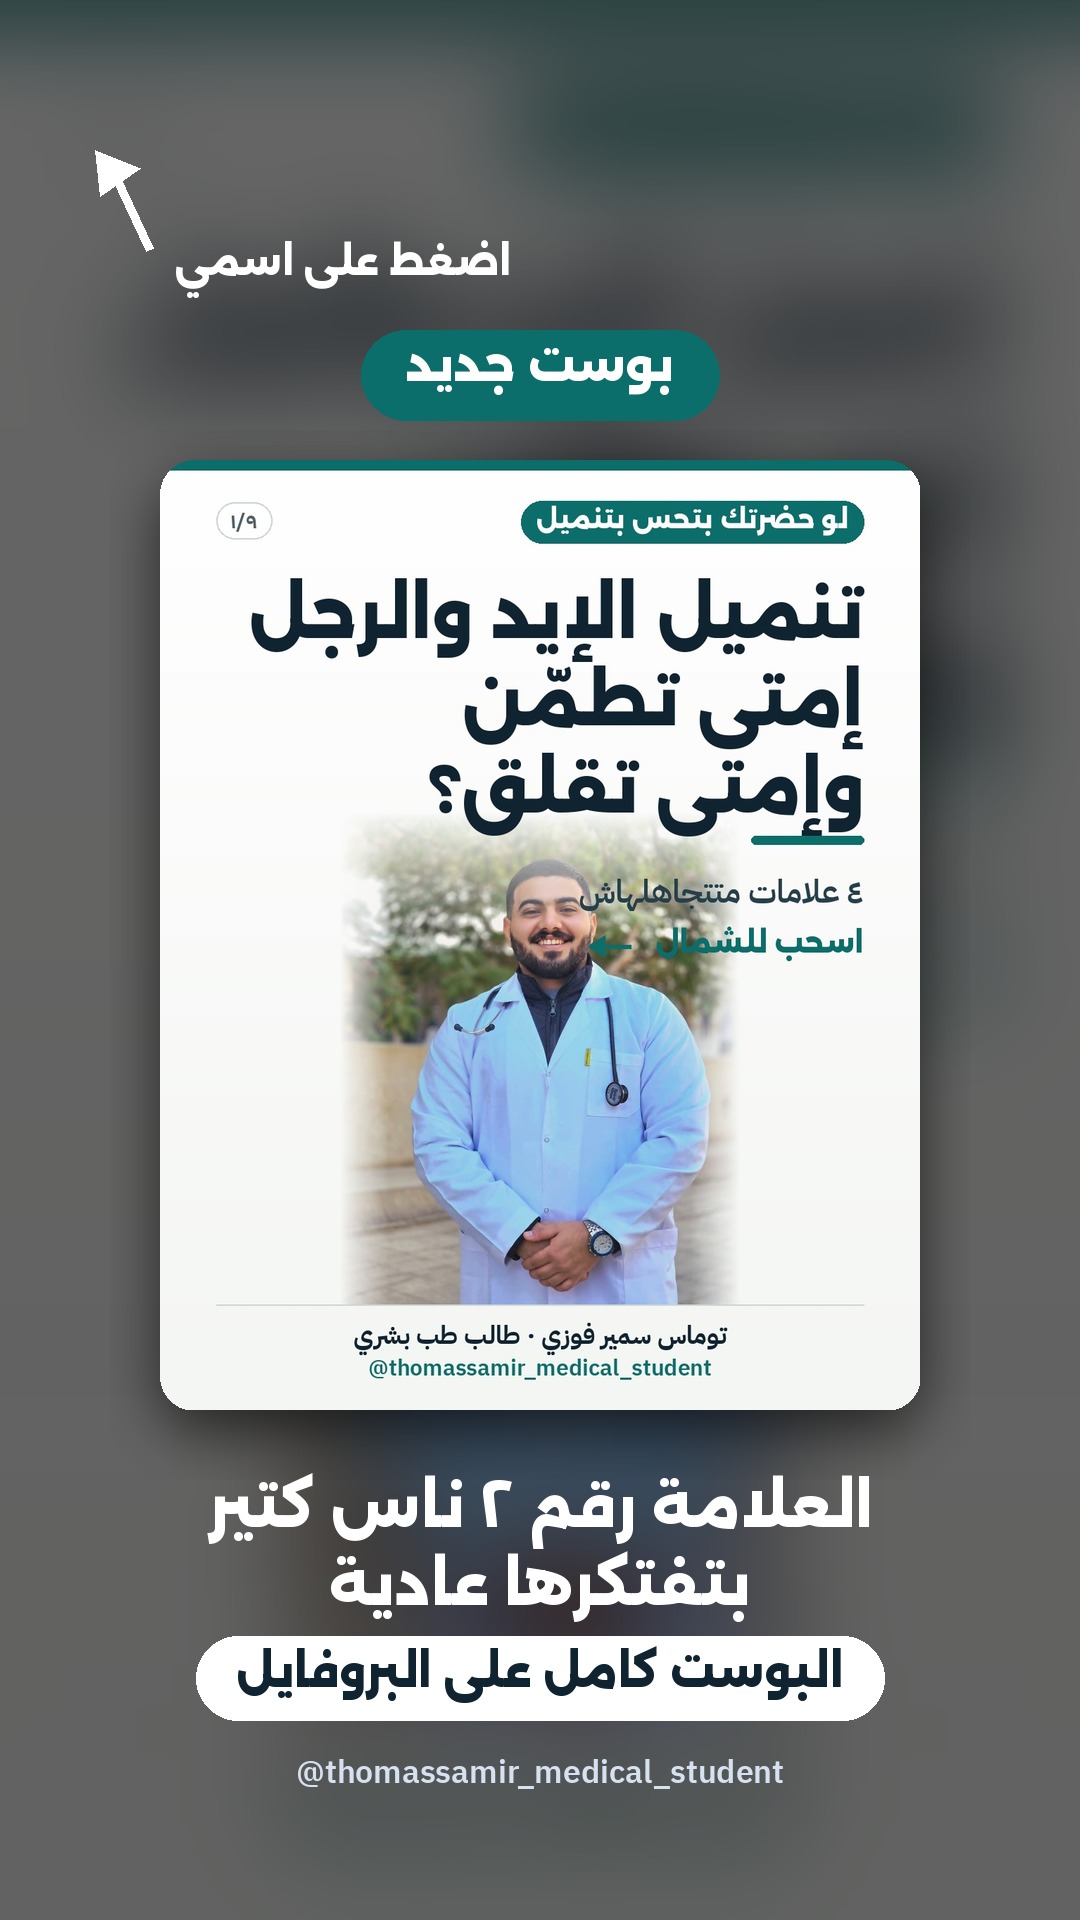 اضغط على اسمي
بوست جديد
لو حضرتك بتحس بتنميل
١/٩
تنميل الإيد والرجل
إمتى تطمّن
وإمتى تقلق؟
٤ علامات متتجاهلهاش
اسحب للشمال
توماس سمير فوزي · طالب طب بشري
@thomassamir_medical_student
العلامة رقم ٢ ناس كتير
بتفتكرها عادية
البوست كامل على البروفايل
@thomassamir_medical_student